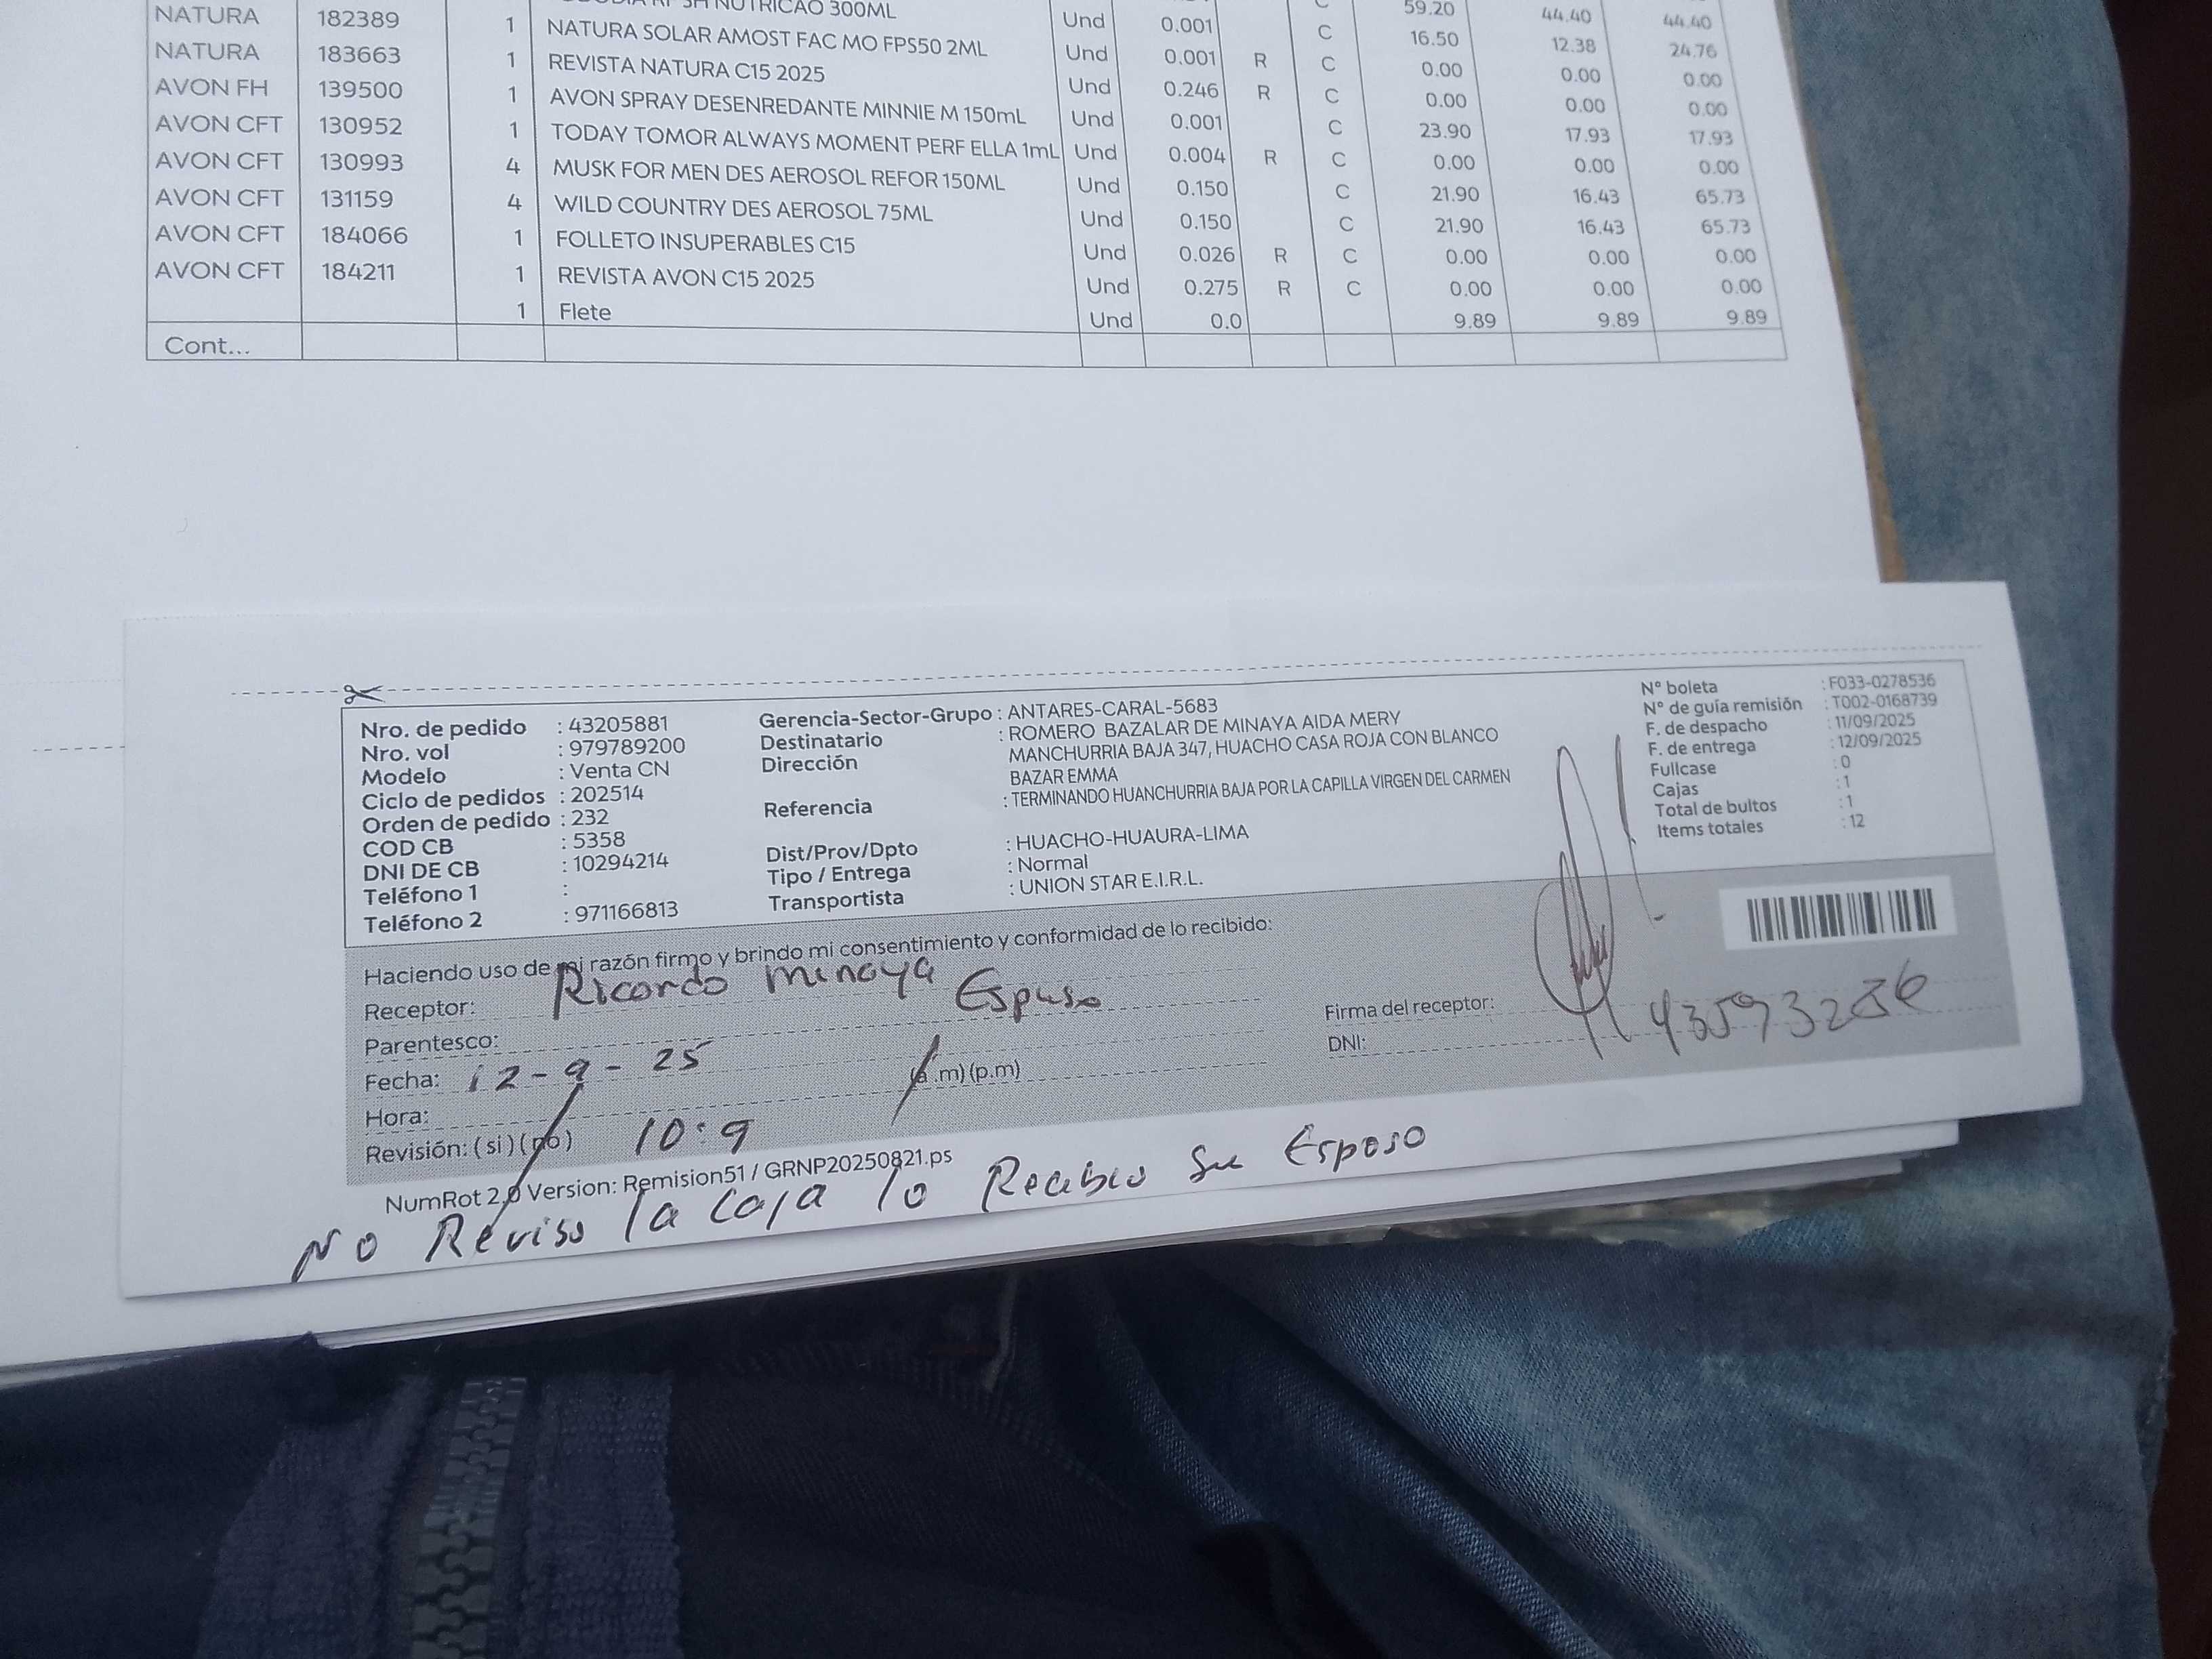 NUTRICAO 300ML 59.20 44.40 44.40
NATURA 182389 1 NATURA SOLAR AMOST FAC MO FPS50 2ML Und 0.001 C 16.50 12.38 24.76
NATURA 183663 1 REVISTA NATURA C15 2025 Und 0.001 R C 0.00 0.00 0.00
AVON FH 139500 1 AVON SPRAY DESENREDANTE MINNIE M 150mL Und 0.246 R C 0.00 0.00 0.00
AVON CFT 130952 1 TODAY TOMOR ALWAYS MOMENT PERF ELLA 1mL Und 0.001 C 23.90 17.93 17.93
AVON CFT 130993 4 MUSK FOR MEN DES AEROSOL REFOR 150ML Und 0.004 R C 0.00 0.00 0.00
AVON CFT 131159 4 WILD COUNTRY DES AEROSOL 75ML Und 0.150 C 21.90 16.43 65.73
AVON CFT 184066 1 FOLLETO INSUPERABLES C15 Und 0.150 C 21.90 16.43 65.73
AVON CFT 184211 1 REVISTA AVON C15 2025 Und 0.026 R C 0.00 0.00 0.00
1 Flete Und 0.275 R C 0.00 0.00 0.00
Und 0.0 9.89 9.89 9.89
Cont...
Nro. de pedido : 43205881
Nro. vol : 979789200
Modelo : Venta CN
Ciclo de pedidos : 202514
Orden de pedido : 232
COD CB : 5358
DNI DE CB : 10294214
Teléfono 1 :
Teléfono 2 : 971166813
Gerencia-Sector-Grupo : ANTARES-CARAL-5683
Destinatario : ROMERO BAZALAR DE MINAYA AIDA MERY
Dirección MANCHURRIA BAJA 347, HUACHO CASA ROJA CON BLANCO
BAZAR EMMA
Referencia : TERMINANDO HUANCHURRIA BAJA POR LA CAPILLA VIRGEN DEL CARMEN
Dist/Prov/Dpto : HUACHO-HUAURA-LIMA
Tipo / Entrega : Normal
Transportista : UNION STAR E.I.R.L.
N° boleta : F033-0278536
N° de guía remisión : T002-0168739
F. de despacho : 11/09/2025
F. de entrega : 12/09/2025
Fullcase : 0
Cajas : 1
Total de bultos : 1
Items totales : 12
Haciendo uso de mi razón firmo y brindo mi consentimiento y conformidad de lo recibido:
Receptor: Ricardo minaya
Parentesco: Espuso
Fecha: 12-9-25
Hora: (a.m)(p.m)
Revisión: (si) (no) 10:9
Firma del receptor:
DNI: 43593286
NumRot 2.0 Version: Remision51 / GRNP20250821.ps
NO Reviso la caja lo Recibio Su Esposo